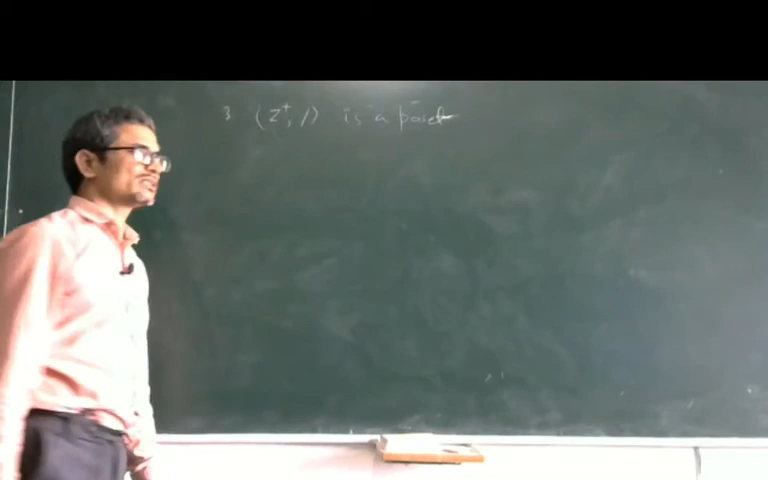 3 (Z⁺, /) is a poset